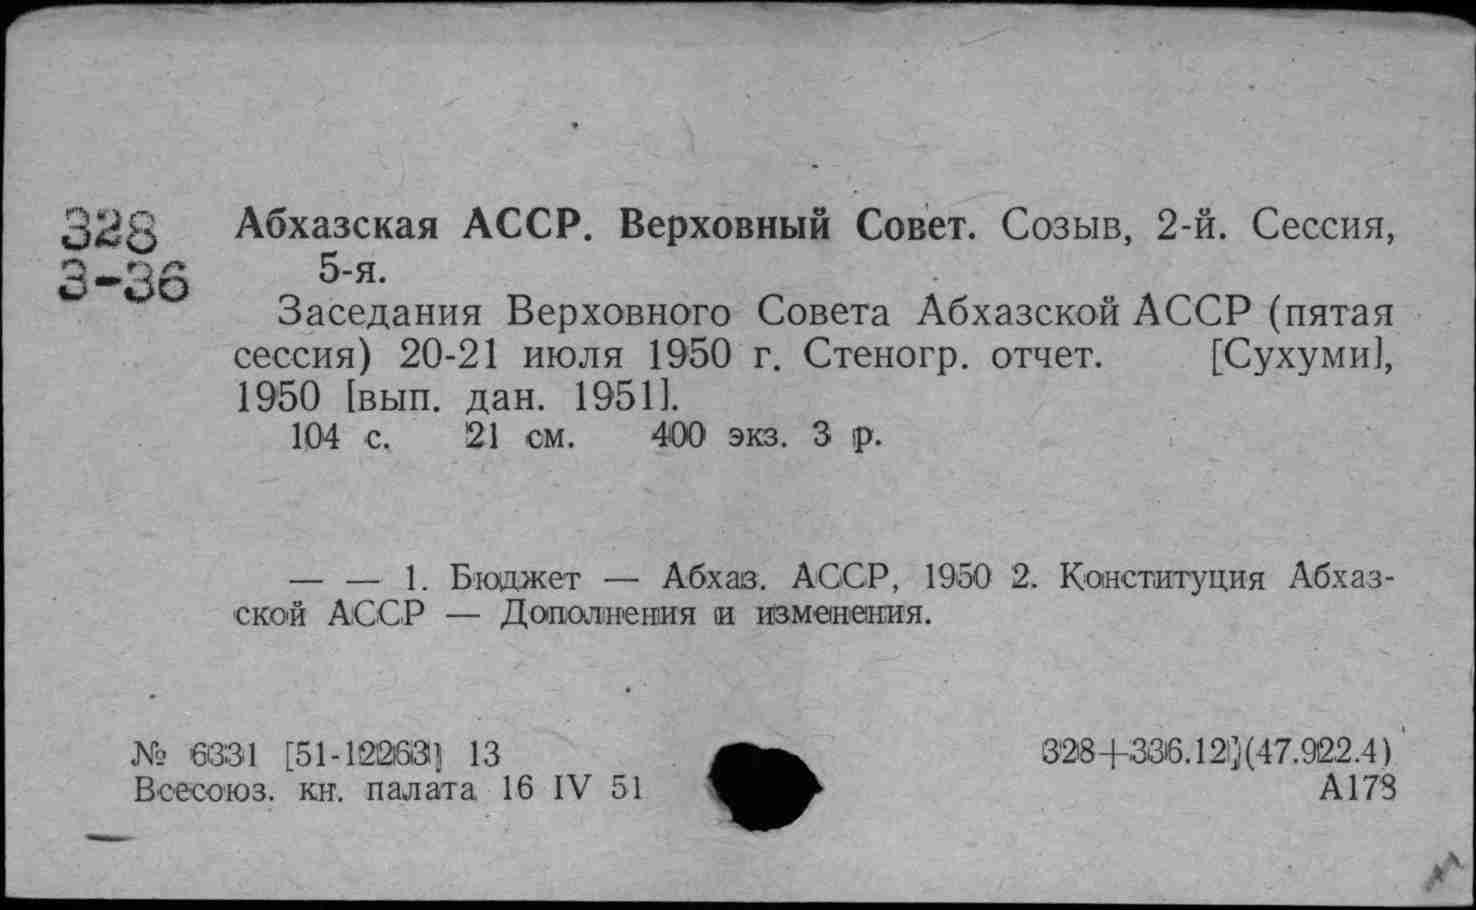 328
3-36
Абхазская АССР. Верховный Совет. Созыв, 2-й. Сессия,
5-я.
Заседания Верховного Совета Абхазской АССР (пятая
сессия) 20-21 июля 1950 г. Стеногр. отчет. [Сухуми],
1950 [вып. дан. 1951].
104 с. 21 см. 400 экз. 3 р.
— — 1. Бюджет — Абхаз. АССР, 1950 2. Конституция Абхаз-
ской АССР — Дополнения и изменения.
№ 6331 [51-12263] 13
Всесоюз. кн. палата 16 IV 51
328+336.12](47.922.4)
А178